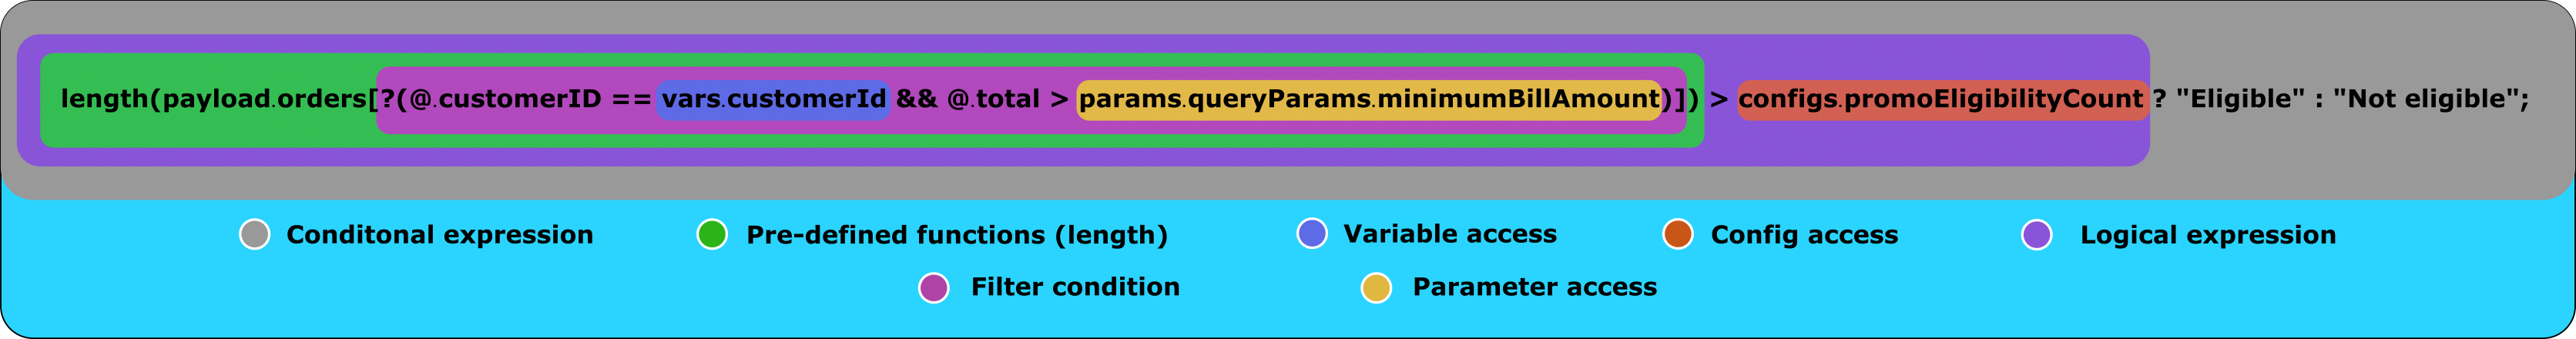 length(payload.orders[?(@.customerID == vars.customerId && @.total > params.queryParams.minimumBillAmount)]) > configs.promoEligibilityCount ? "Eligible" : "Not eligible";
Conditonal expression Pre-defined functions (length) Variable access Config access Logical expression
Filter condition Parameter access